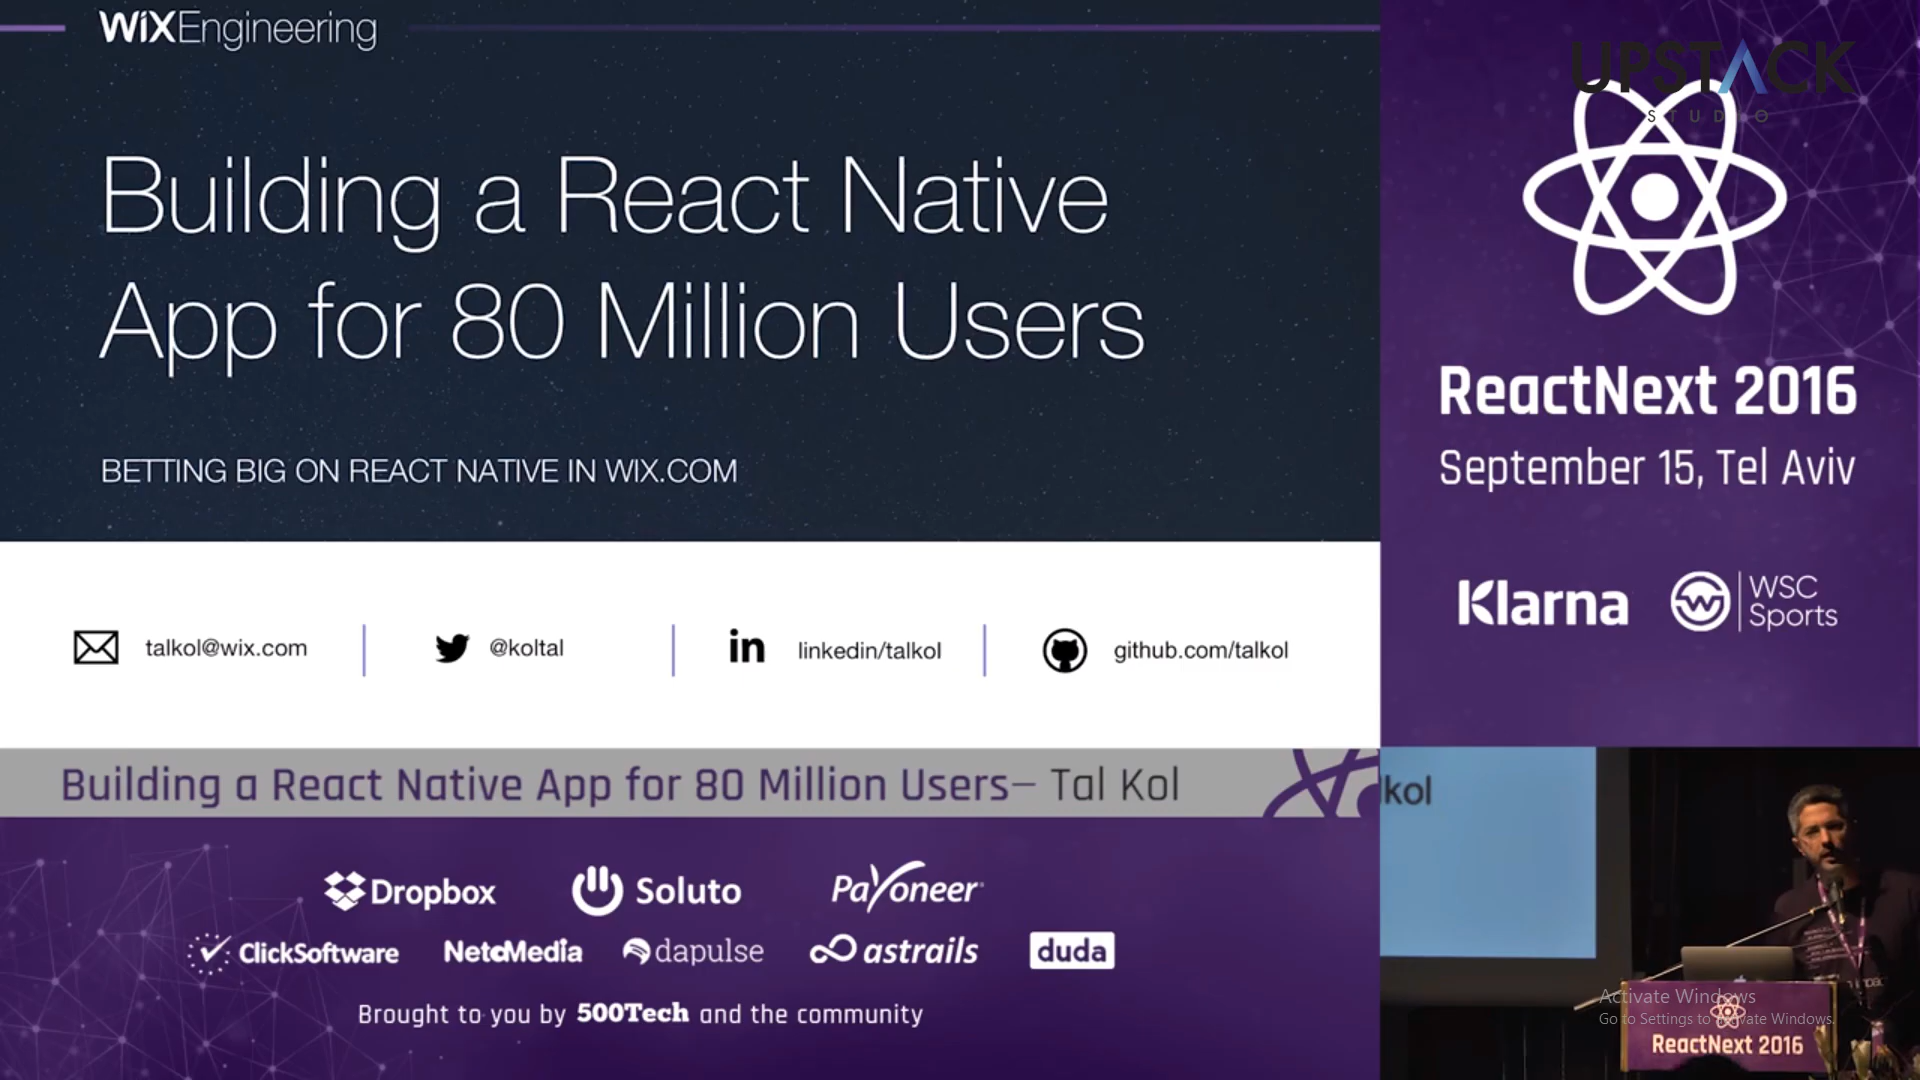 WiXEngineering
Building a React Native
App for 80 Million Users
BETTING BIG ON REACT NATIVE IN WIX.COM
talkol@wix.com
@koltal
in linkedin/talkol
github.com/talkol
UPSTACK
STUDIO
ReactNext 2016
September 15, Tel Aviv
Klarna
WSC
Sports
Building a React Native App for 80 Million Users– Tal Kol
lkol
Dropbox Soluto Payoneer
ClickSoftware NetcMedia dapulse astrails duda
Brought to you by 500Tech and the community
Activate Windows
Go to Settings to activate Windows.
ReactNext 2016